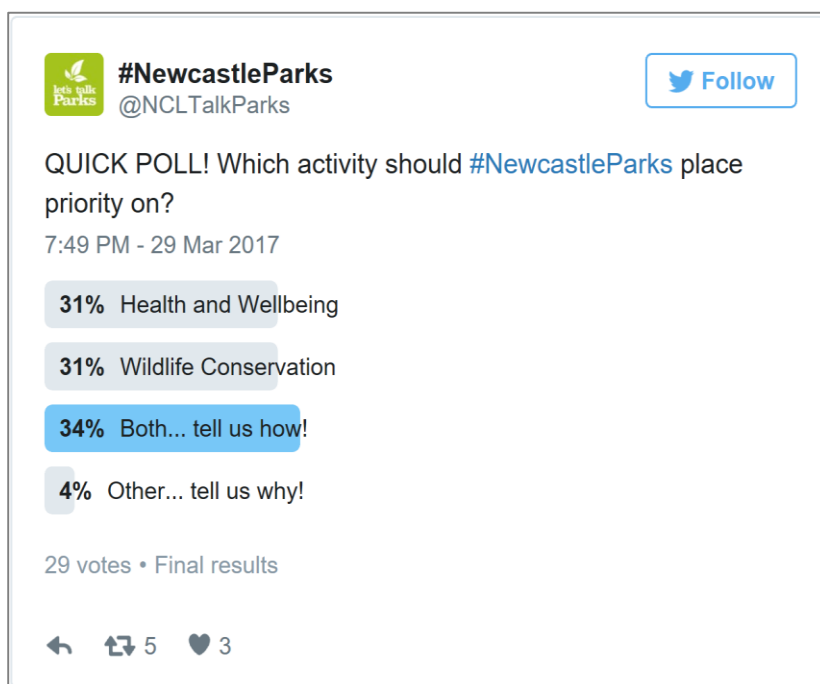 let's talk
Parks
#NewcastleParks
@NCLTalkParks
Follow
QUICK POLL! Which activity should #NewcastleParks place
priority on?
7:49 PM - 29 Mar 2017
31% Health and Wellbeing
31% Wildlife Conservation
34% Both... tell us how!
4% Other... tell us why!
29 votes • Final results
5 3